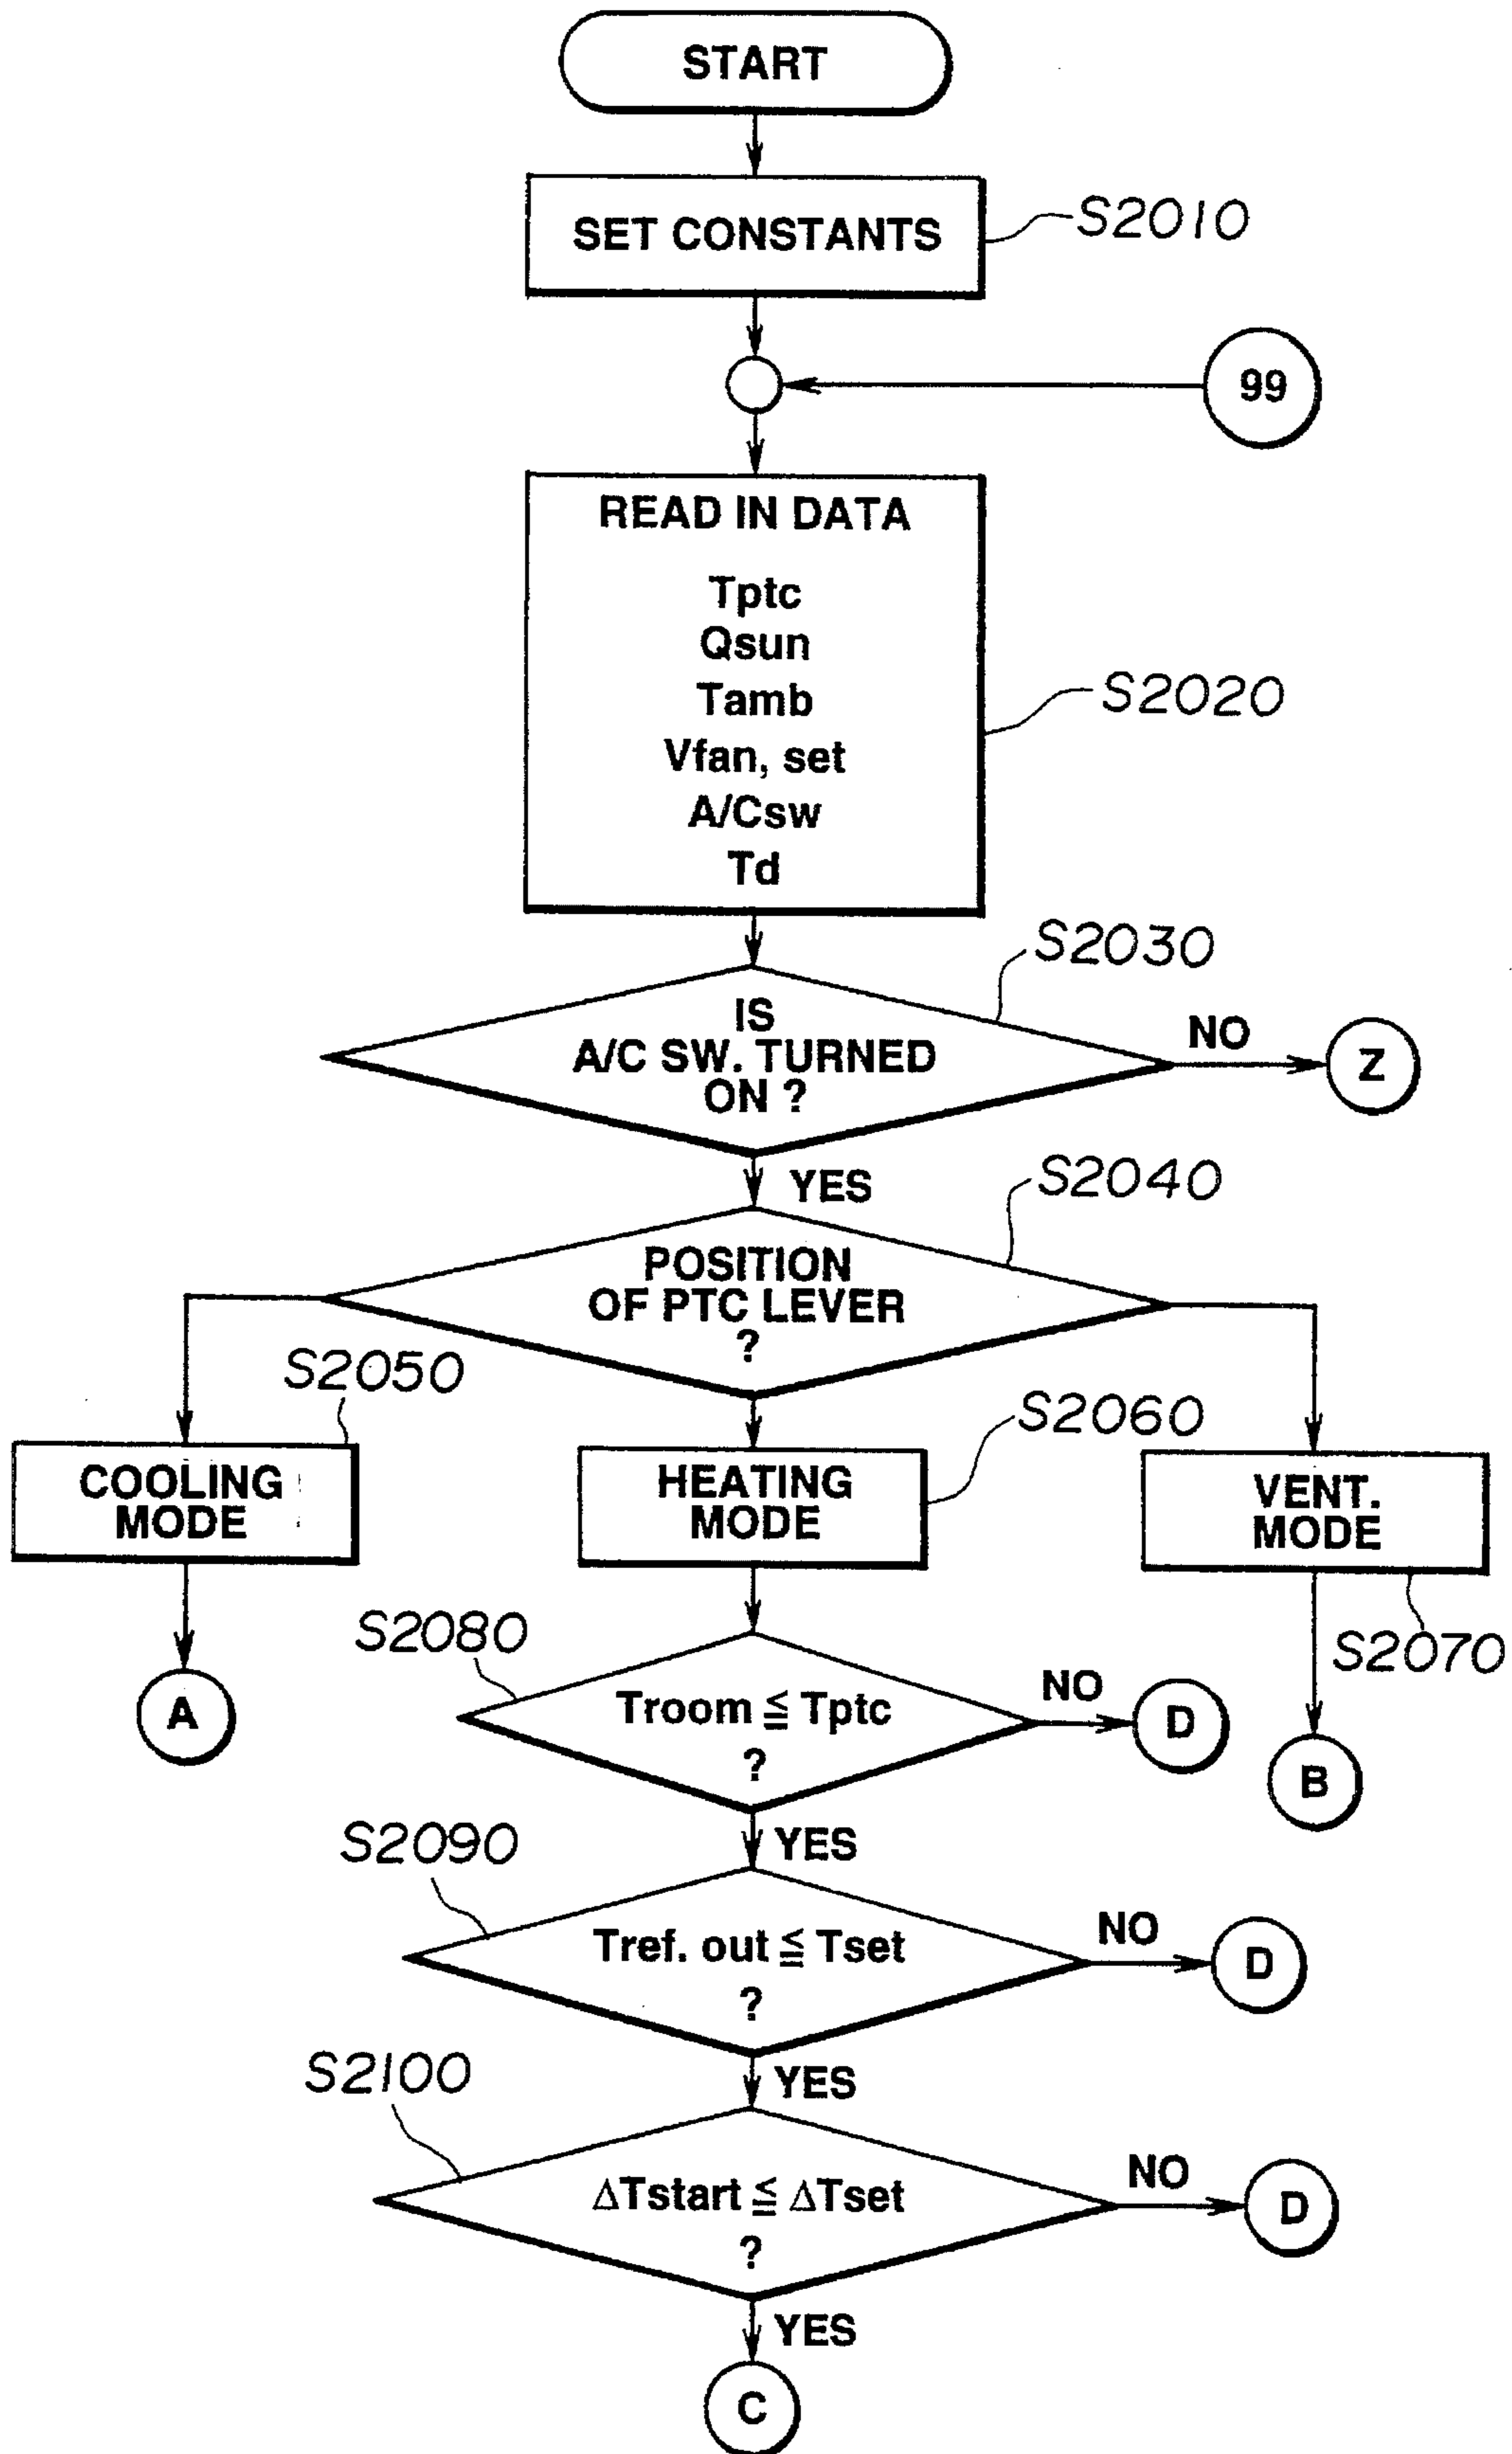 START
SET CONSTANTS
S2010
99
READ IN DATA
Tptc
Qsun
Tamb
Vfan, set
A/Csw
Td
S2020
S2030
IS
A/C SW. TURNED
ON ?
NO
Z
YES
S2040
POSITION
OF PTC LEVER
?
S2050
COOLING
MODE
S2060
HEATING
MODE
VENT.
MODE
S2070
A
B
S2080
Troom ≦ Tptc
?
NO
D
YES
S2090
Tref. out ≦ Tset
?
NO
D
YES
S2100
ΔTstart ≦ ΔTset
?
NO
D
YES
C